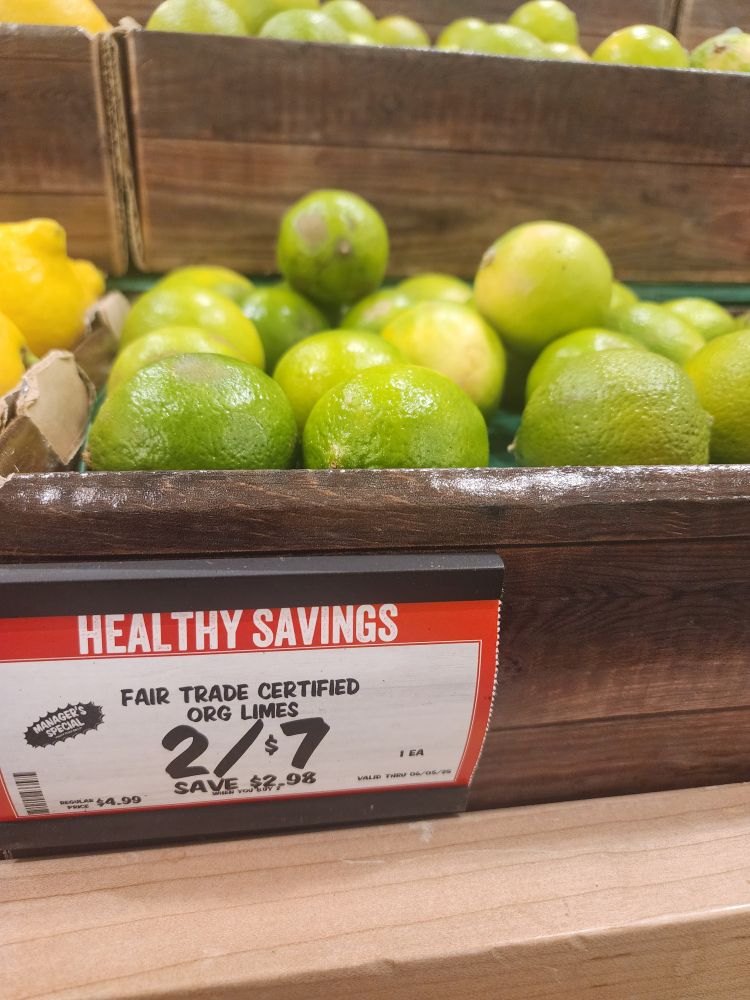 HEALTHY SAVINGS
FAIR TRADE CERTIFIED
ORG LIMES
MANAGER'S
SPECIAL
2/$7
1 EA
SAVE $2.98
WHEN YOU BUY 2
VALID THRU 06/05/25
REGULAR
PRICE $4.99